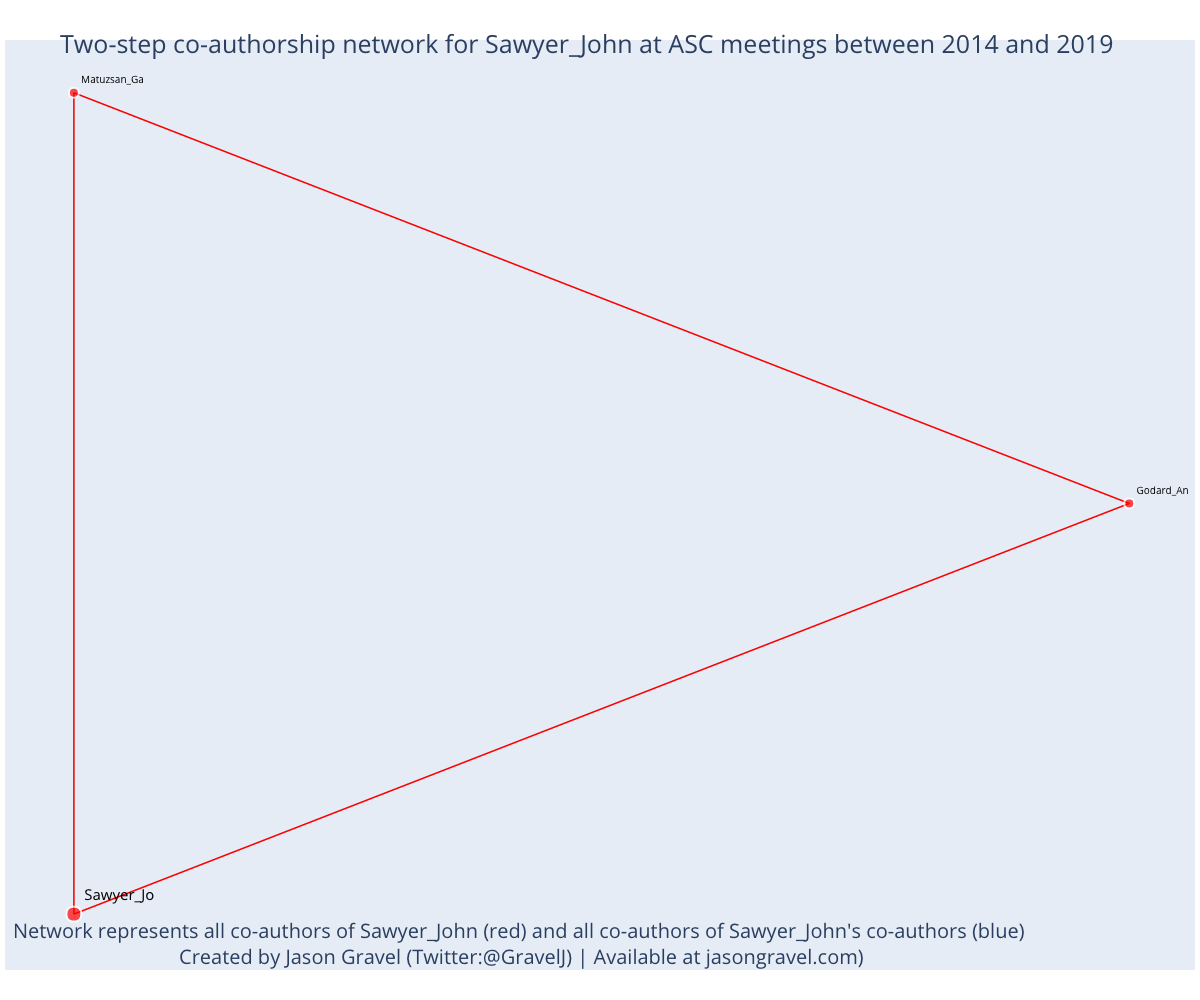 Two-step co-authorship network for Sawyer_John at ASC meetings between 2014 and 2019
Matuzsan_Ga
Godard_An
Sawyer_Jo
Network represents all co-authors of Sawyer_John (red) and all co-authors of Sawyer_John's co-authors (blue)
Created by Jason Gravel (Twitter:@GravelJ) | Available at jasongravel.com)